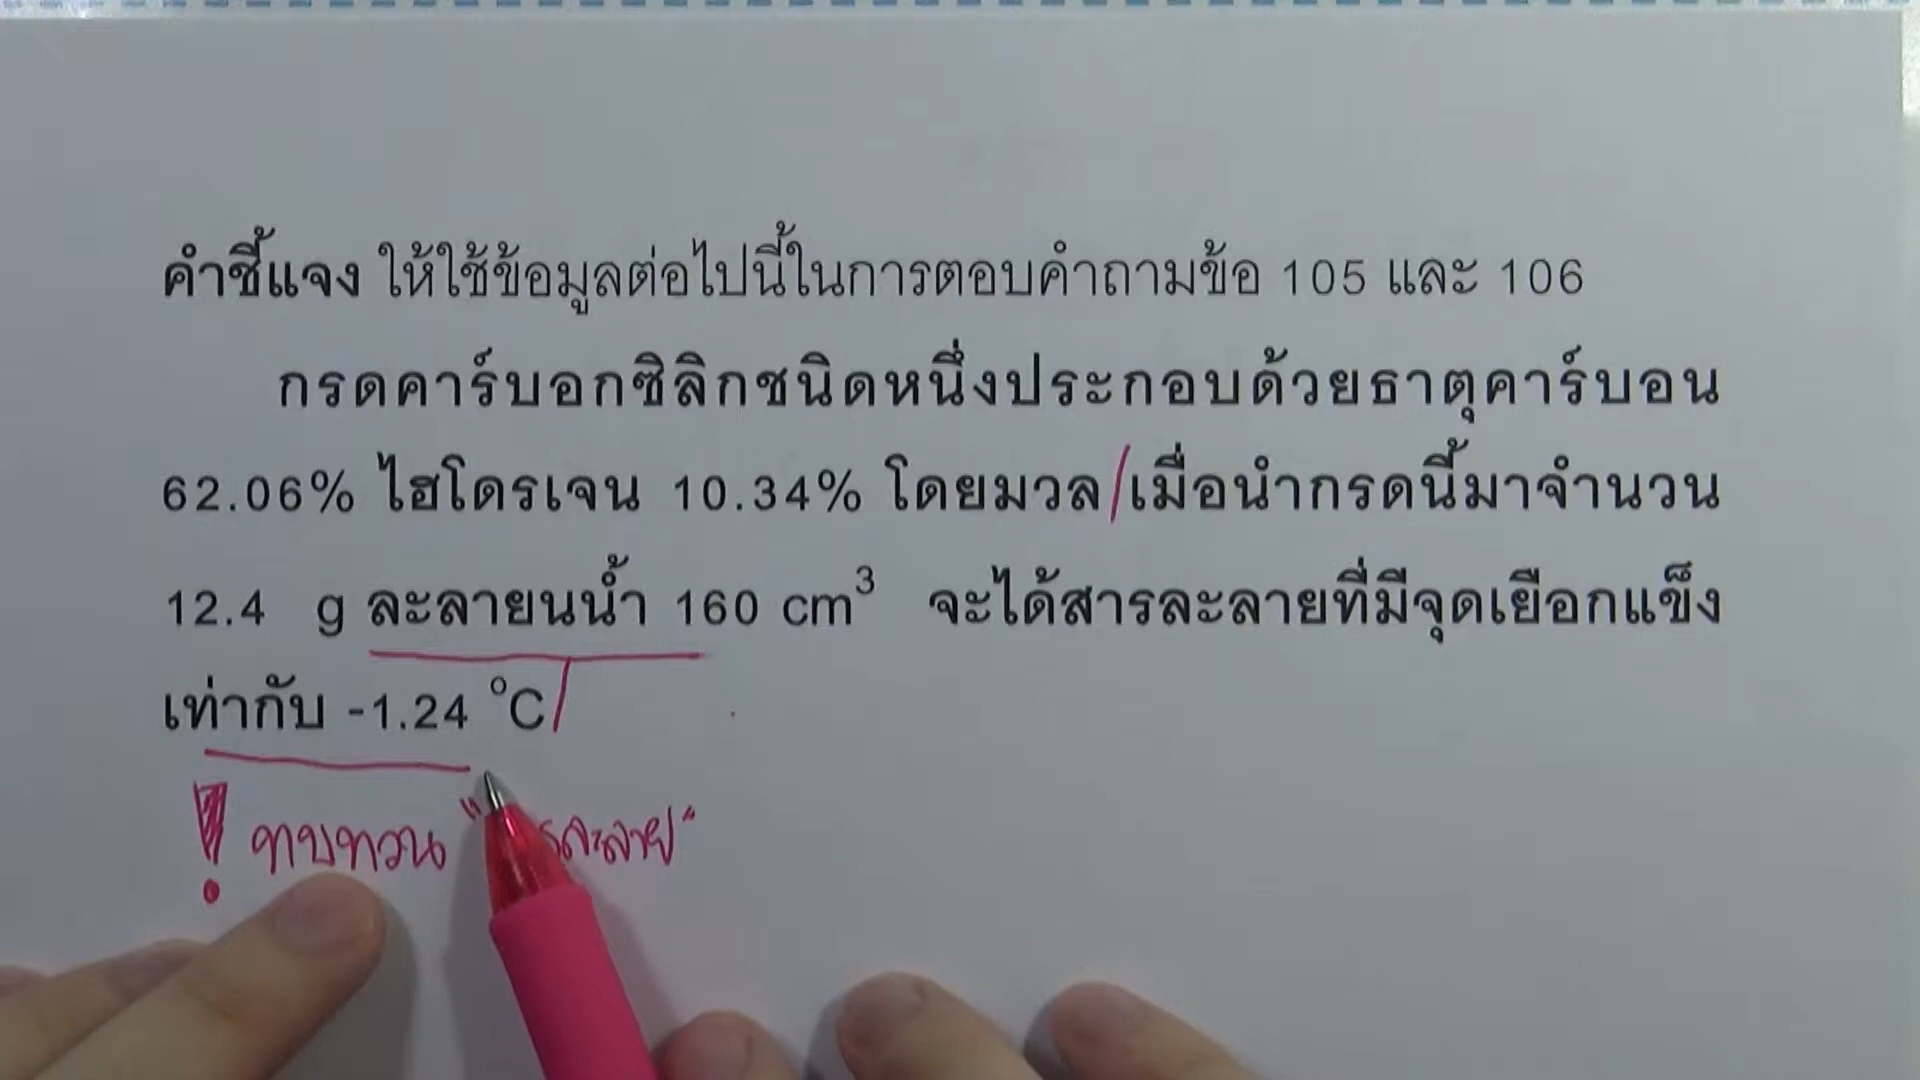 คำชี้แจง ให้ใช้ข้อมูลต่อไปนี้ในการตอบคำถามข้อ 105 และ 106
กรดคาร์บอกซิลิกชนิดหนึ่งประกอบด้วยธาตุคาร์บอน
62.06% ไฮโดรเจน 10.34% โดยมวล/เมื่อนำกรดนี้มาจำนวน
12.4 g ละลายนน้ำ 160 cm³ จะได้สารละลายที่มีจุดเยือกแข็ง
เท่ากับ -1.24 °C/
! ทบทวน